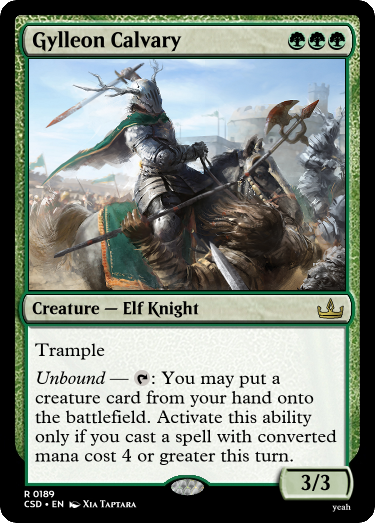 Gylleon Calvary
Creature — Elf Knight
Trample
Unbound — : You may put a
creature card from your hand onto
the battlefield. Activate this ability
only if you cast a spell with converted
mana cost 4 or greater this turn.
3/3
R 0189
CSD • EN Xia Taptara
yeah